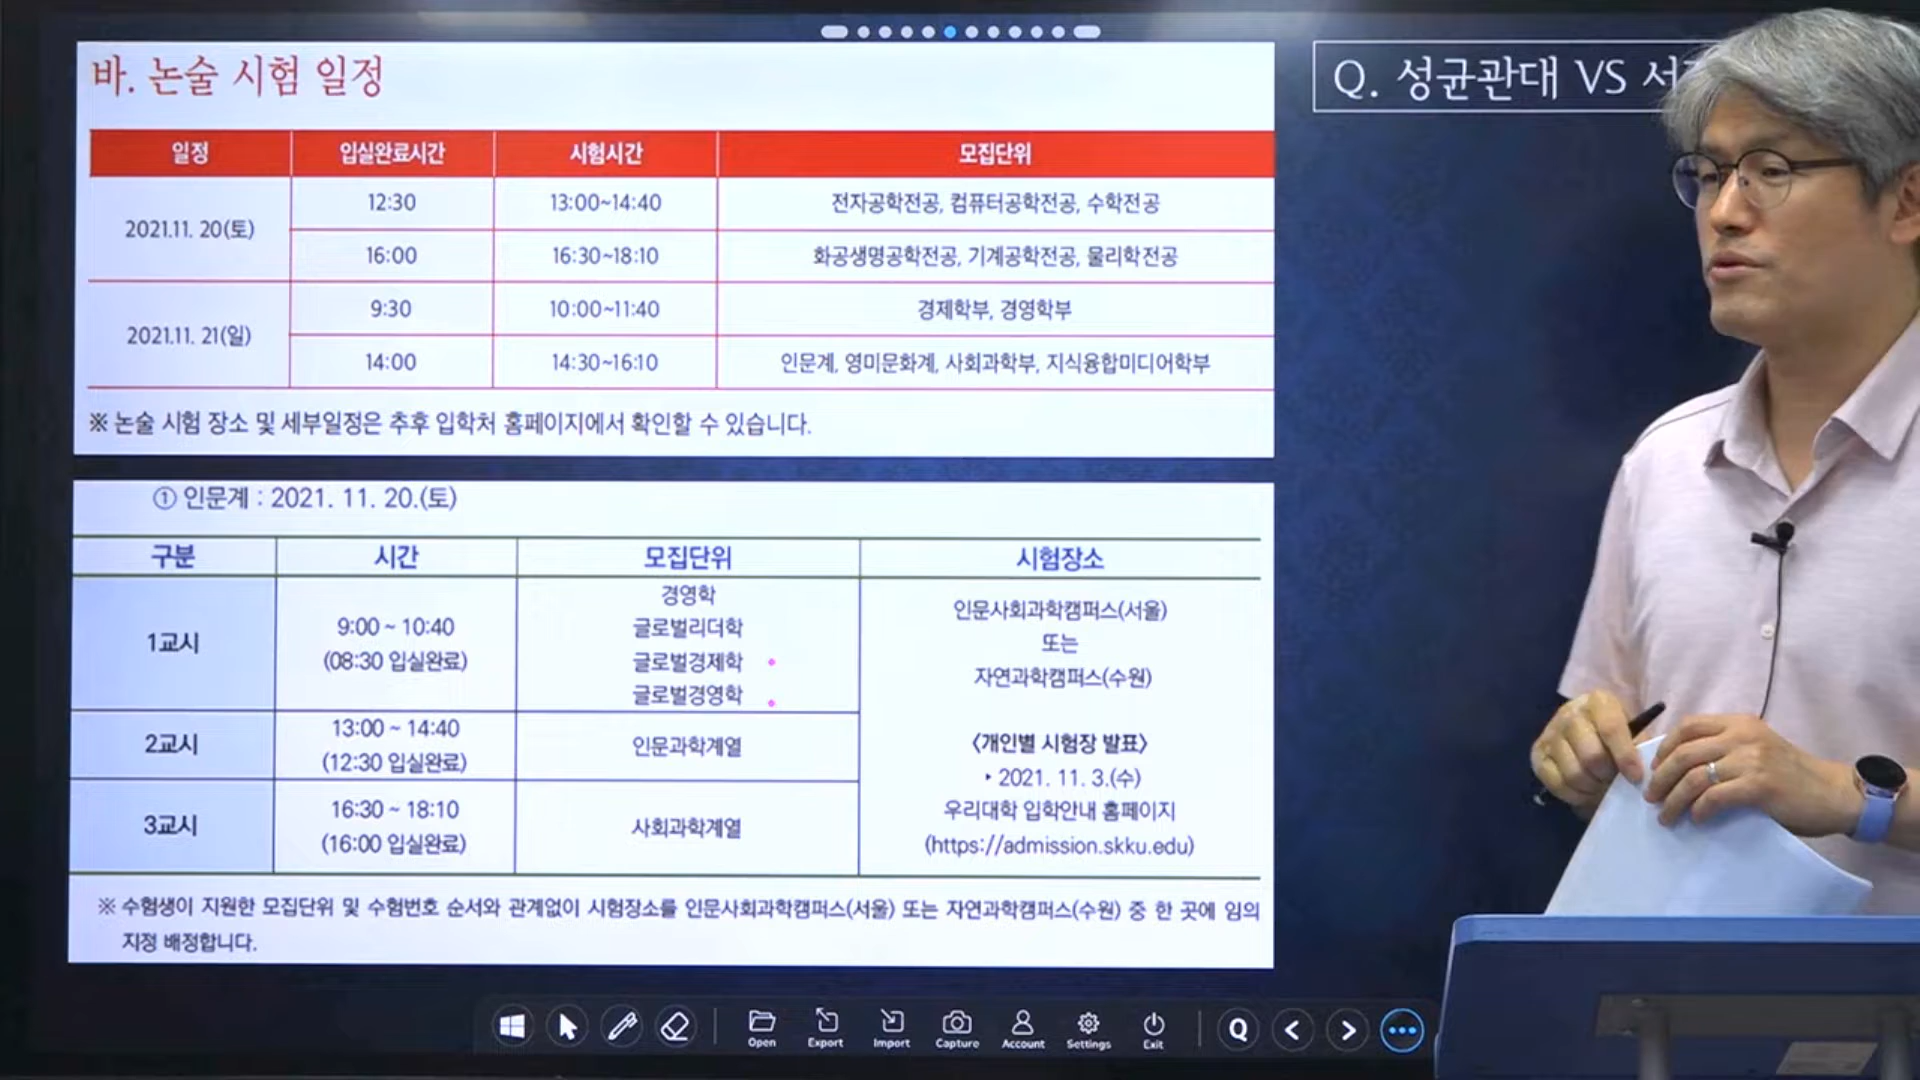 바. 논술 시험 일정
Q. 성균관대 VS
일정 입실완료시간 시험시간 모집단위
2021.11. 20(토)
12:30 13:00~14:40 전자공학전공, 컴퓨터공학전공, 수학전공
16:00 16:30~18:10 화공생명공학전공, 기계공학전공, 물리학전공
2021.11. 21(일)
9:30 10:00~11:40 경제학부, 경영학부
14:00 14:30~16:10 인문계, 영미문화계, 사회과학부, 지식융합미디어학부
※ 논술 시험 장소 및 세부일정은 추후 입학처 홈페이지에서 확인할 수 있습니다.
① 인문계 : 2021. 11. 20.(토)
구분 시간 모집단위 시험장소
1교시
9:00 ~ 10:40
(08:30 입실완료)
경영학
글로벌리더학
글로벌경제학
글로벌경영학
2교시
13:00 ~ 14:40
(12:30 입실완료)
인문과학계열
3교시
16:30 ~ 18:10
(16:00 입실완료)
사회과학계열
인문사회과학캠퍼스(서울)
또는
자연과학캠퍼스(수원)
〈개인별 시험장 발표〉
‣ 2021. 11. 3.(수)
우리대학 입학안내 홈페이지
(https://admission.skku.edu)
※ 수험생이 지원한 모집단위 및 수험번호 순서와 관계없이 시험장소를 인문사회과학캠퍼스(서울) 또는 자연과학캠퍼스(수원) 중 한 곳에 임의
지정 배정합니다.
Open Export Import Capture Account Settings Exit Q